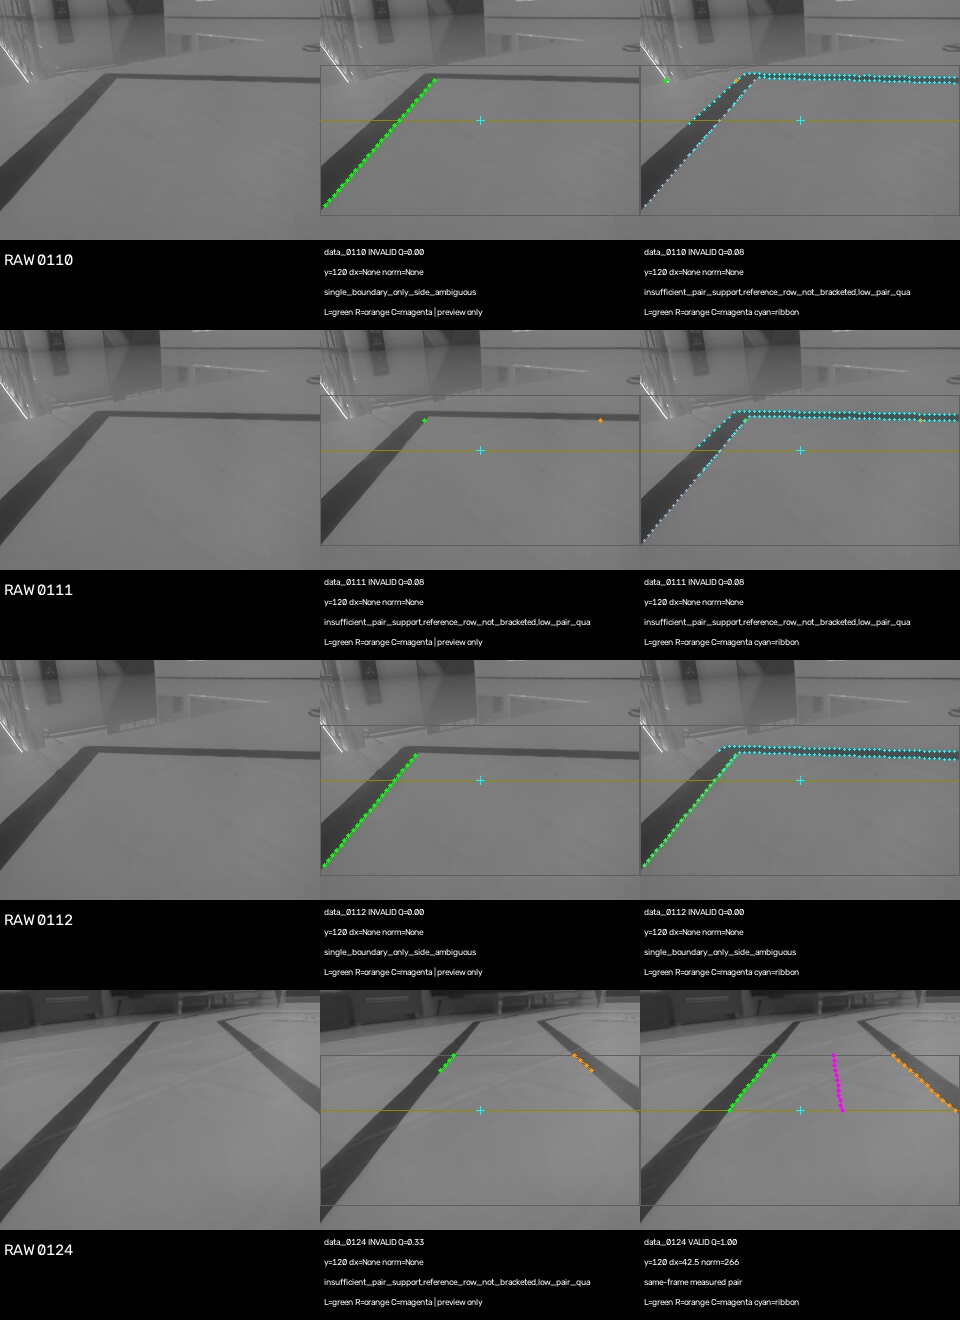 RAW 0110
data_0110 INVALID Q=0.00
y=120 dx=None norm=None
single_boundary_only_side_ambiguous
L=green R=orange C=magenta | preview only
data_0110 INVALID Q=0.08
y=120 dx=None norm=None
insufficient_pair_support,reference_row_not_bracketed,low_pair_qua
L=green R=orange C=magenta cyan=ribbon
RAW 0111
data_0111 INVALID Q=0.08
y=120 dx=None norm=None
insufficient_pair_support,reference_row_not_bracketed,low_pair_qua
L=green R=orange C=magenta | preview only
data_0111 INVALID Q=0.08
y=120 dx=None norm=None
insufficient_pair_support,reference_row_not_bracketed,low_pair_qua
L=green R=orange C=magenta cyan=ribbon
RAW 0112
data_0112 INVALID Q=0.00
y=120 dx=None norm=None
single_boundary_only_side_ambiguous
L=green R=orange C=magenta | preview only
data_0112 INVALID Q=0.00
y=120 dx=None norm=None
single_boundary_only_side_ambiguous
L=green R=orange C=magenta cyan=ribbon
RAW 0124
data_0124 INVALID Q=0.33
y=120 dx=None norm=None
insufficient_pair_support,reference_row_not_bracketed,low_pair_qua
L=green R=orange C=magenta | preview only
data_0124 VALID Q=1.00
y=120 dx=42.5 norm=266
same-frame measured pair
L=green R=orange C=magenta cyan=ribbon